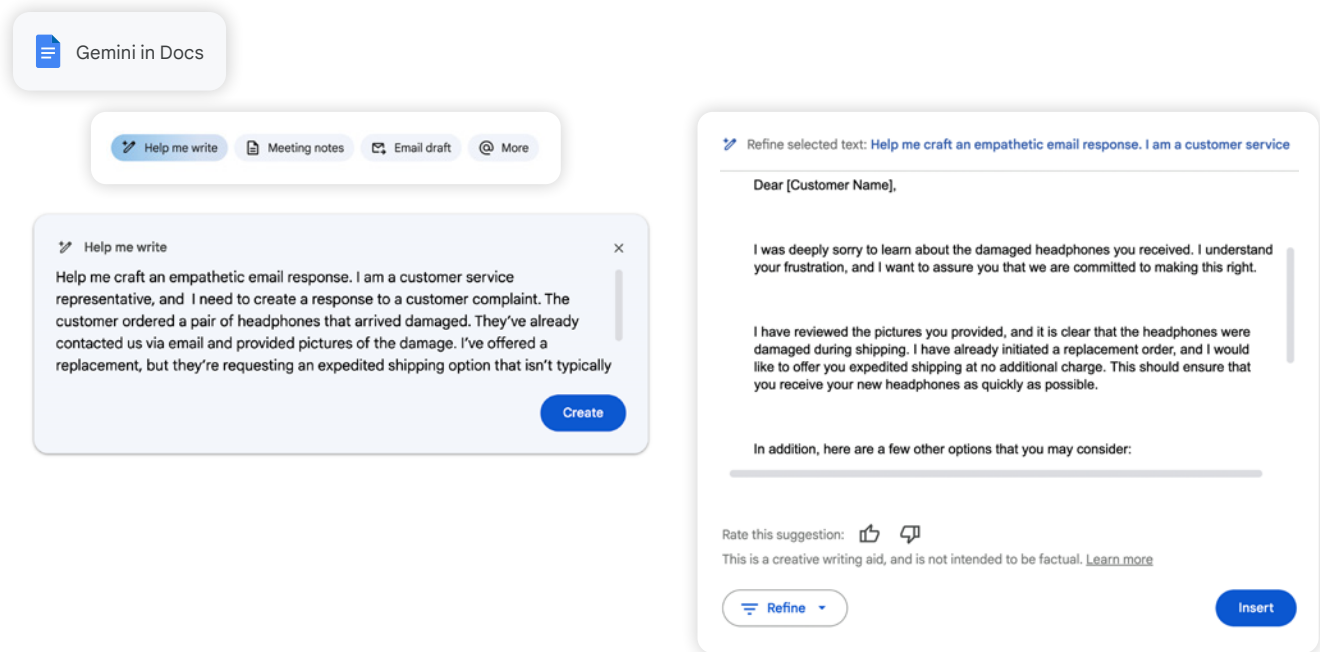 Gemini in Docs
Help me write
Meeting notes
Email draft
More
Help me write
Help me craft an empathetic email response. I am a customer service
representative, and I need to create a response to a customer complaint. The
customer ordered a pair of headphones that arrived damaged. They've already
contacted us via email and provided pictures of the damage. I've offered a
replacement, but they're requesting an expedited shipping option that isn't typically
Create
Refine selected text: Help me craft an empathetic email response. I am a customer service
Dear [Customer Name],
I was deeply sorry to learn about the damaged headphones you received. I understand
your frustration, and I want to assure you that we are committed to making this right.
I have reviewed the pictures you provided, and it is clear that the headphones were
damaged during shipping. I have already initiated a replacement order, and I would
like to offer you expedited shipping at no additional charge. This should ensure that
you receive your new headphones as quickly as possible.
In addition, here are a few other options that you may consider:
Rate this suggestion:
This is a creative writing aid, and is not intended to be factual. Learn more
Refine
Insert